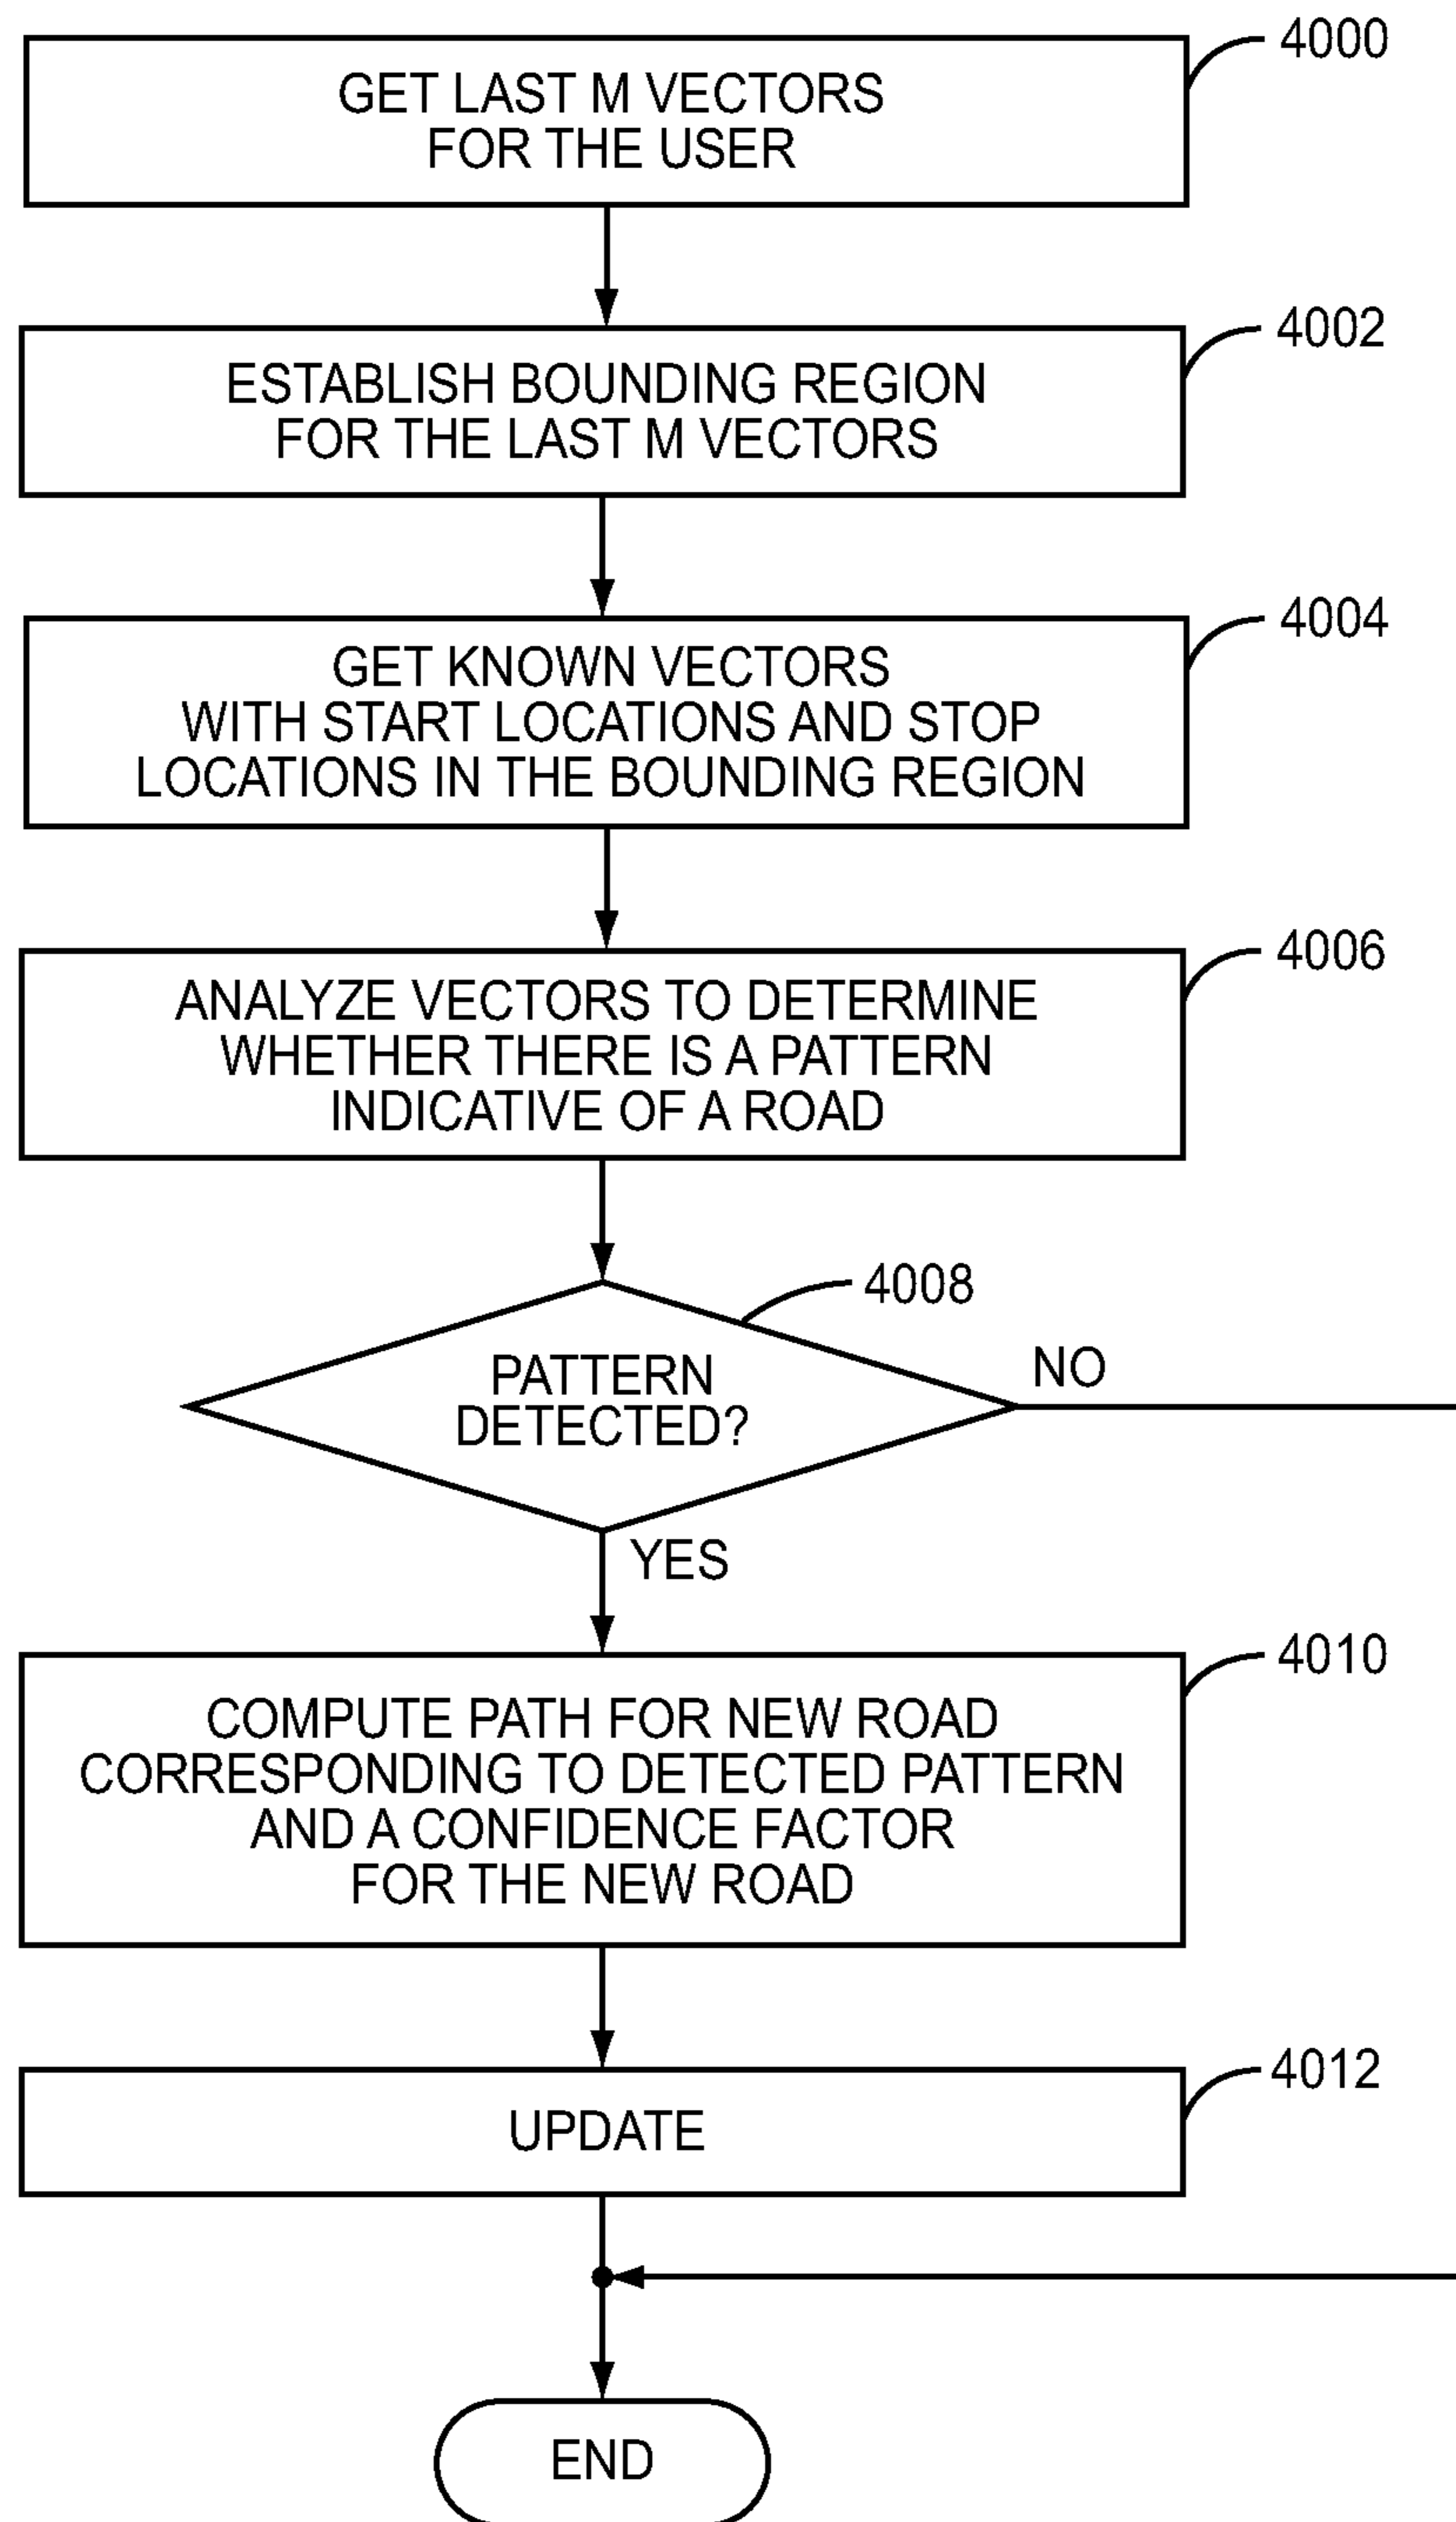 4000
GET LAST M VECTORS
FOR THE USER
4002
ESTABLISH BOUNDING REGION
FOR THE LAST M VECTORS
4004
GET KNOWN VECTORS
WITH START LOCATIONS AND STOP
LOCATIONS IN THE BOUNDING REGION
4006
ANALYZE VECTORS TO DETERMINE
WHETHER THERE IS A PATTERN
INDICATIVE OF A ROAD
4008
PATTERN
DETECTED?
NO
YES
4010
COMPUTE PATH FOR NEW ROAD
CORRESPONDING TO DETECTED PATTERN
AND A CONFIDENCE FACTOR
FOR THE NEW ROAD
4012
UPDATE
END